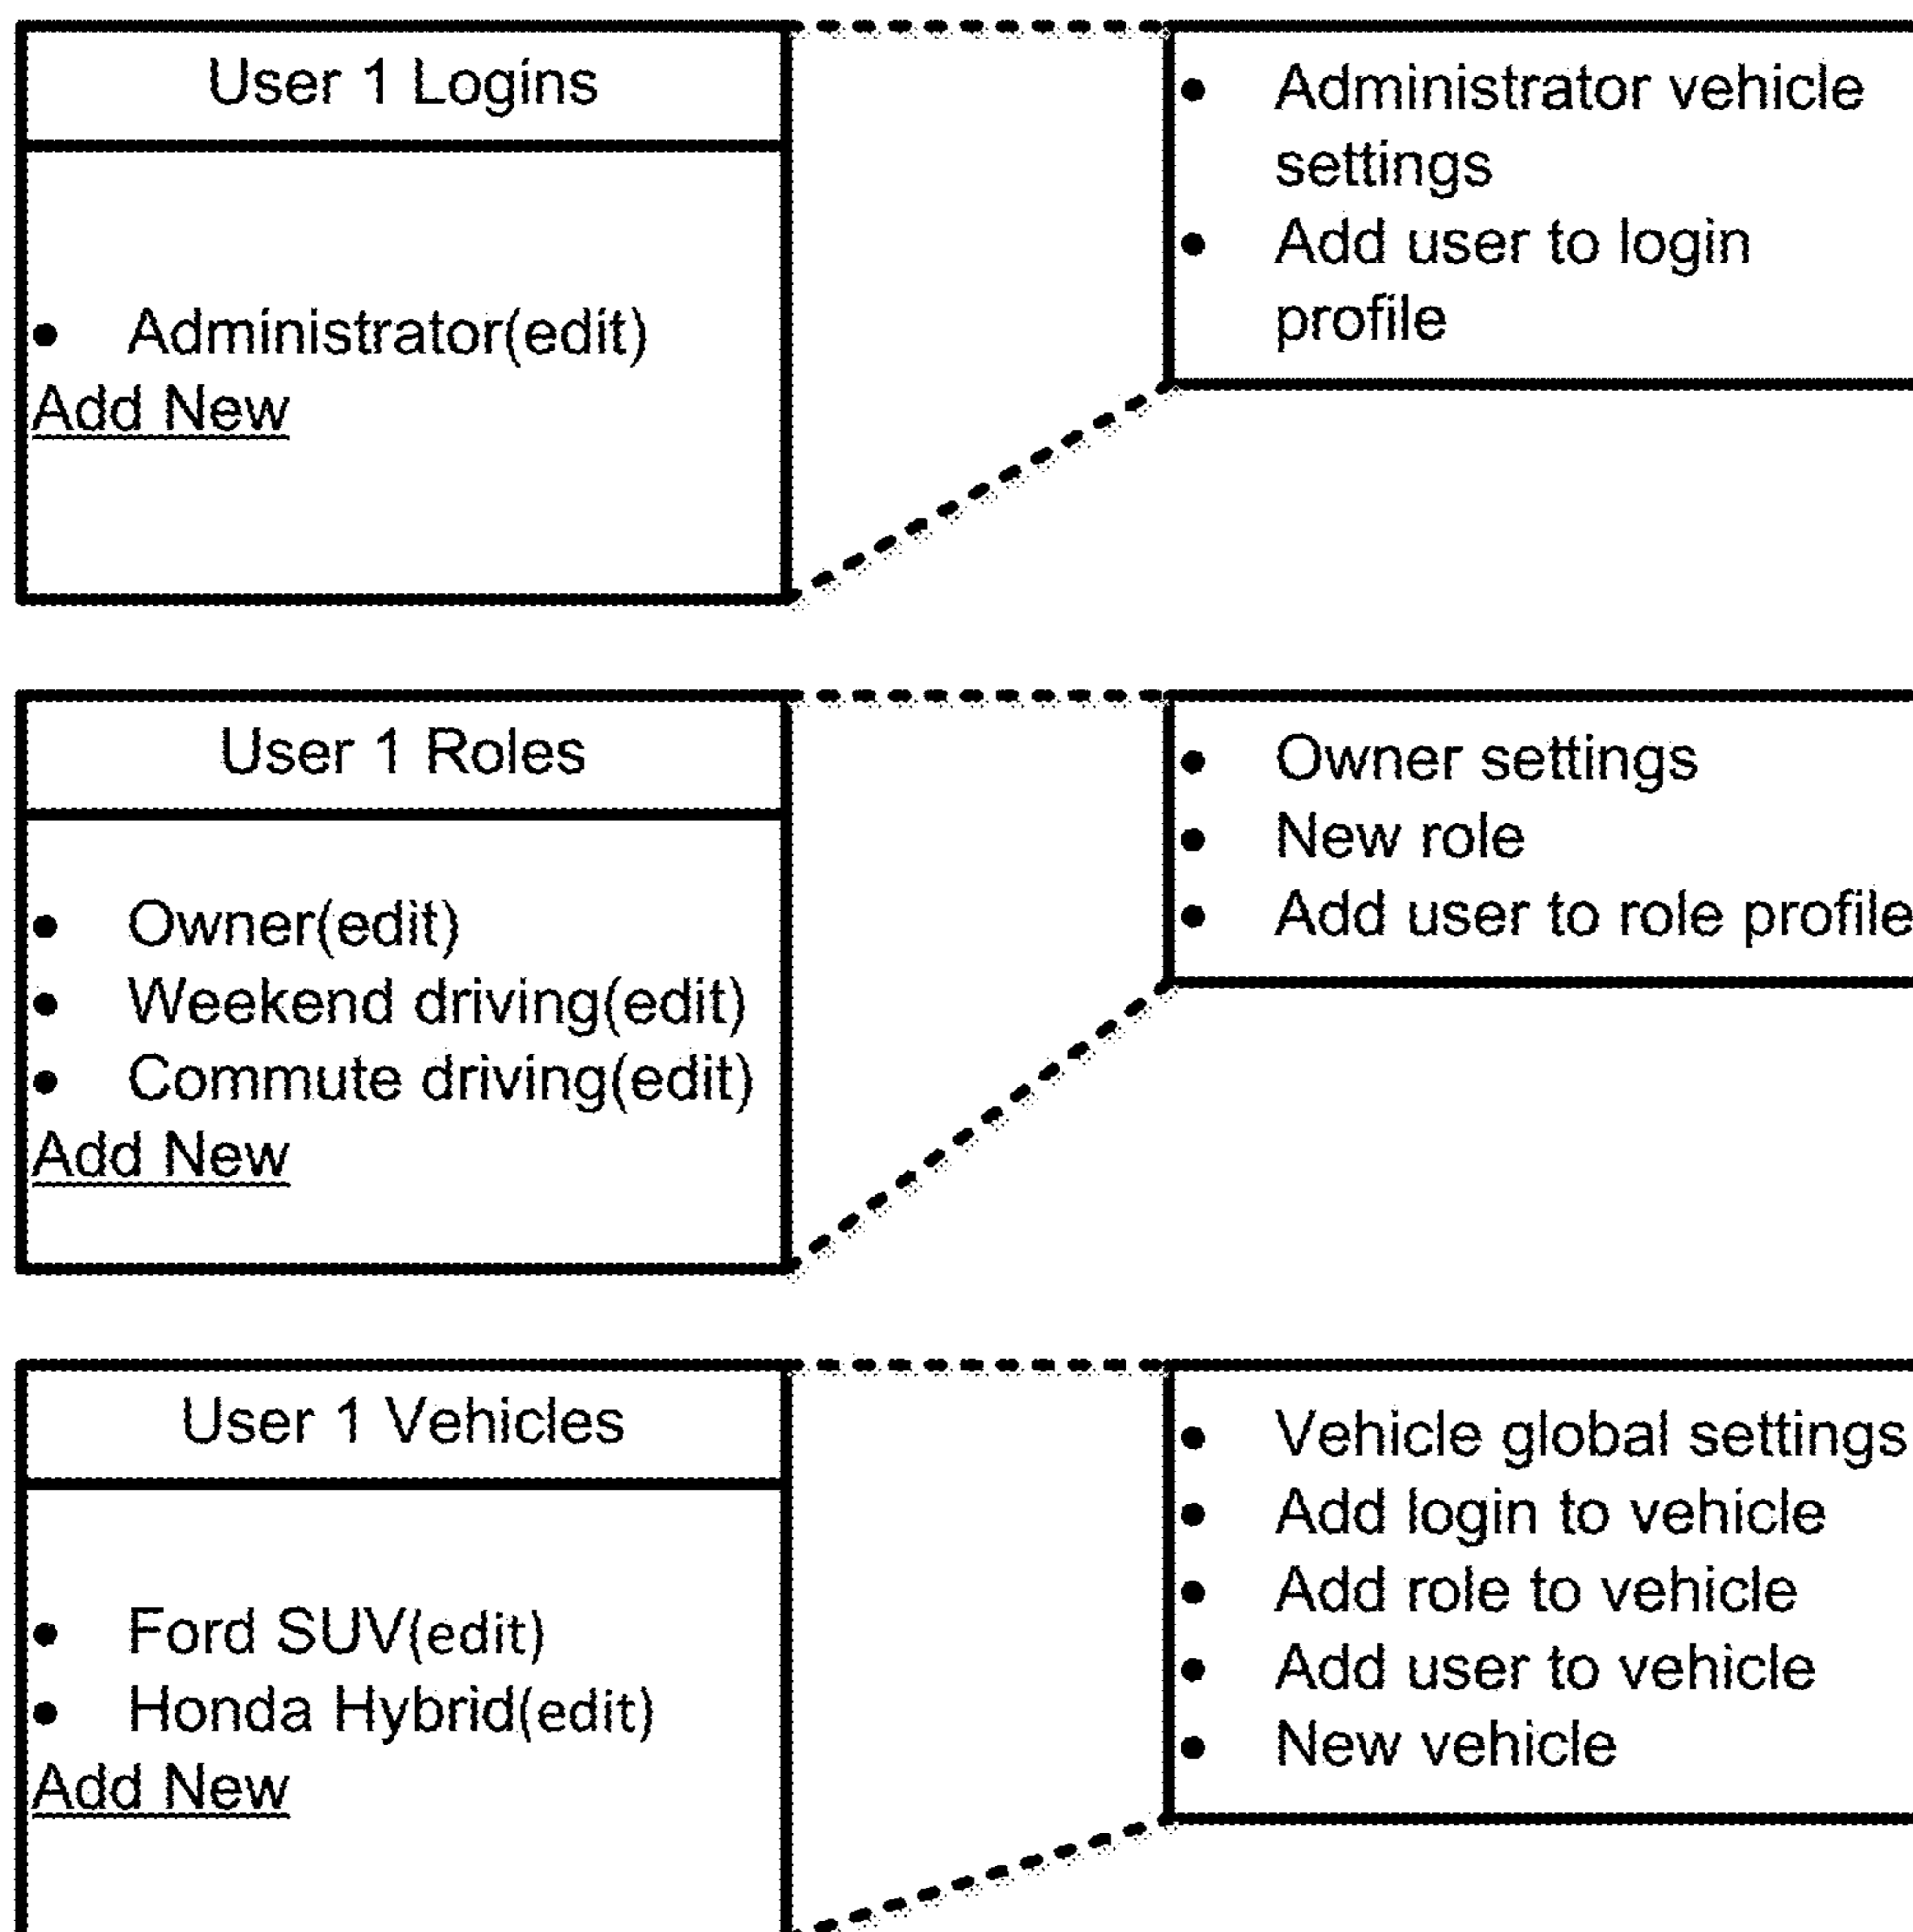 User 1 Logins
• Administrator(edit)
Add New
• Administrator vehicle
settings
• Add user to login
profile
User 1 Roles
• Owner(edit)
• Weekend driving(edit)
• Commute driving(edit)
Add New
• Owner settings
• New role
• Add user to role profile
User 1 Vehicles
• Ford SUV(edit)
• Honda Hybrid(edit)
Add New
• Vehicle global settings
• Add login to vehicle
• Add role to vehicle
• Add user to vehicle
• New vehicle